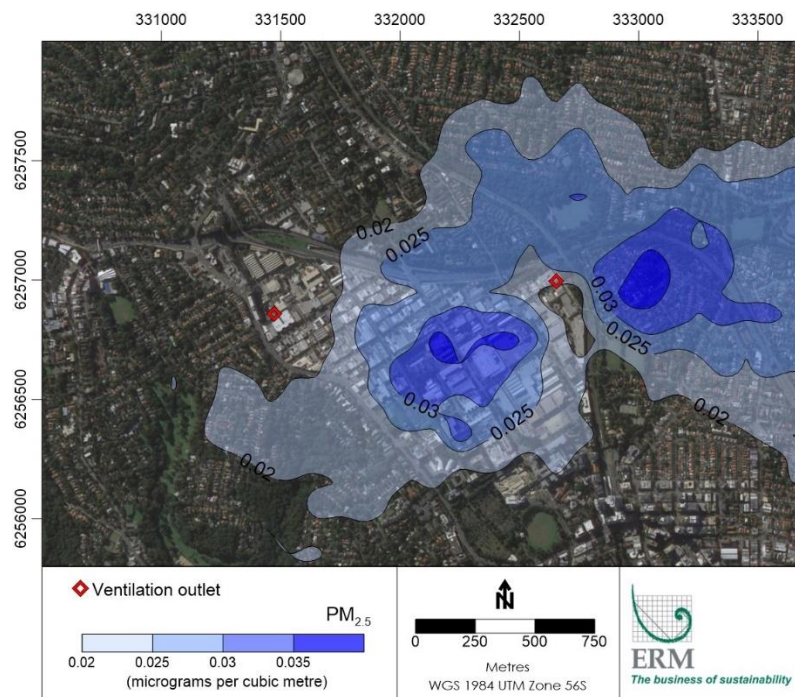 331000 331500 332000 332500 333000 333500
6257500
6257000
6256500
6256000
0.02
0.025
0.03
0.025
0.02
0.03
0.025
0.02
Ventilation outlet
PM2.5
0.02 0.025 0.03 0.035
(micrograms per cubic metre)
N
0 250 500 750
Metres
WGS 1984 UTM Zone 56S
ERM
The business of sustainability